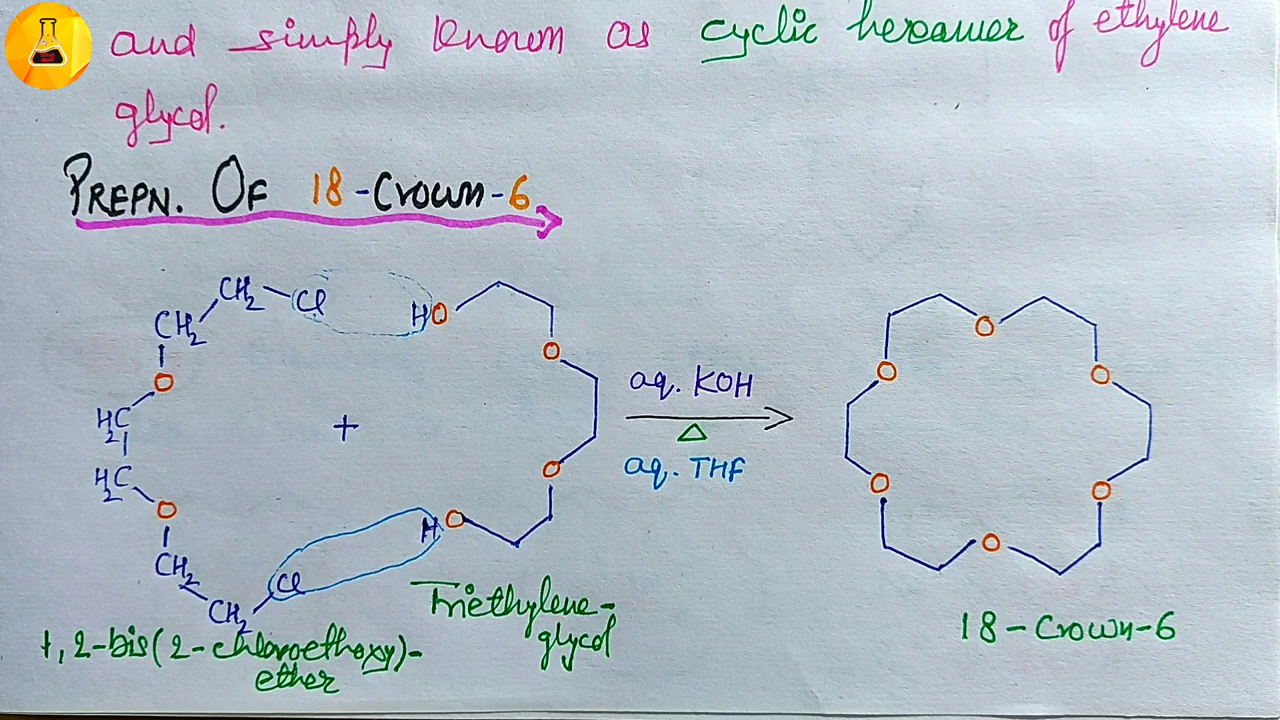 and simply known as cyclic hexamer of ethylene
glycol.
PREPN. OF 18-Crown-6
CH2 Cl
CH2
O
H2C
H2C
O
CH2
CH2 Cl
+
HO
O
O
HO
aq. KOH
△
aq. THF
O
O
O
O
O
O
1,2-bis(2-chloroethoxy)-
ether
Triethylene-
glycol
18-Crown-6